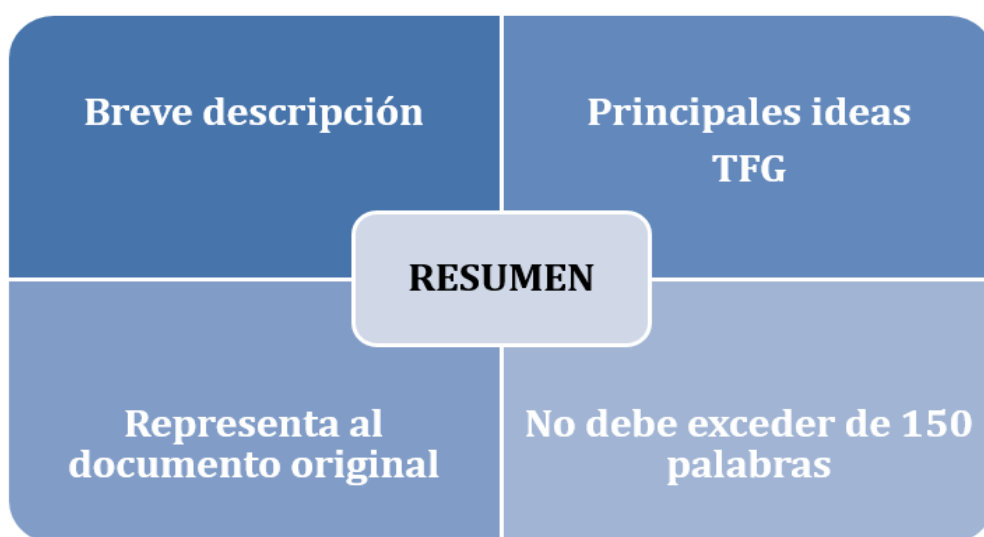 Breve descripción
Principales ideas
TFG
RESUMEN
Representa al
documento original
No debe exceder de 150
palabras